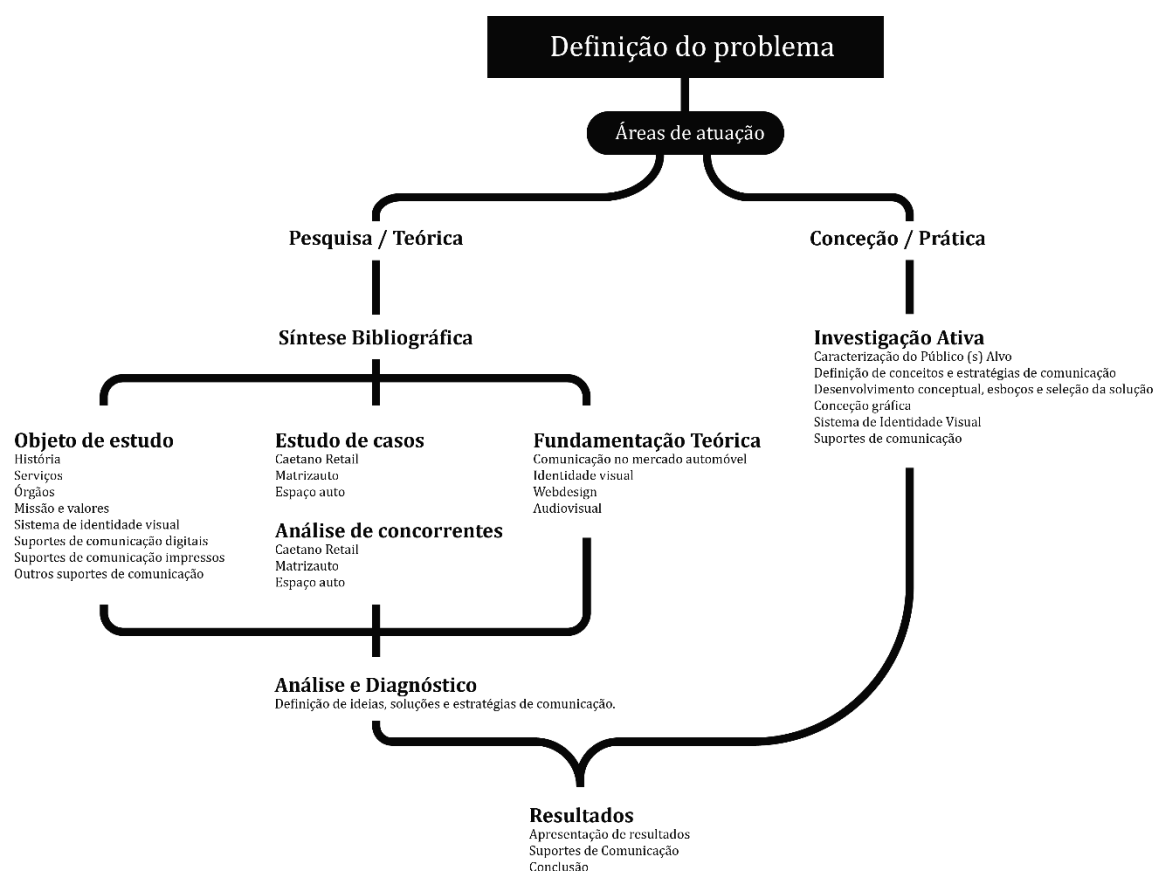 Definição do problema
Áreas de atuação
Pesquisa / Teórica
Conceção / Prática
Síntese Bibliográfica
Investigação Ativa
Caracterização do Público (s) Alvo
Definição de conceitos e estratégias de comunicação
Desenvolvimento conceptual, esboços e seleção da solução
Conceção gráfica
Sistema de Identidade Visual
Suportes de comunicação
Objeto de estudo
História
Serviços
Órgãos
Missão e valores
Sistema de identidade visual
Suportes de comunicação digitais
Suportes de comunicação impressos
Outros suportes de comunicação
Estudo de casos
Caetano Retail
Matrizauto
Espaço auto
Análise de concorrentes
Caetano Retail
Matrizauto
Espaço auto
Fundamentação Teórica
Comunicação no mercado automóvel
Identidade visual
Webdesign
Audiovisual
Análise e Diagnóstico
Definição de ideias, soluções e estratégias de comunicação.
Resultados
Apresentação de resultados
Suportes de Comunicação
Conclusão